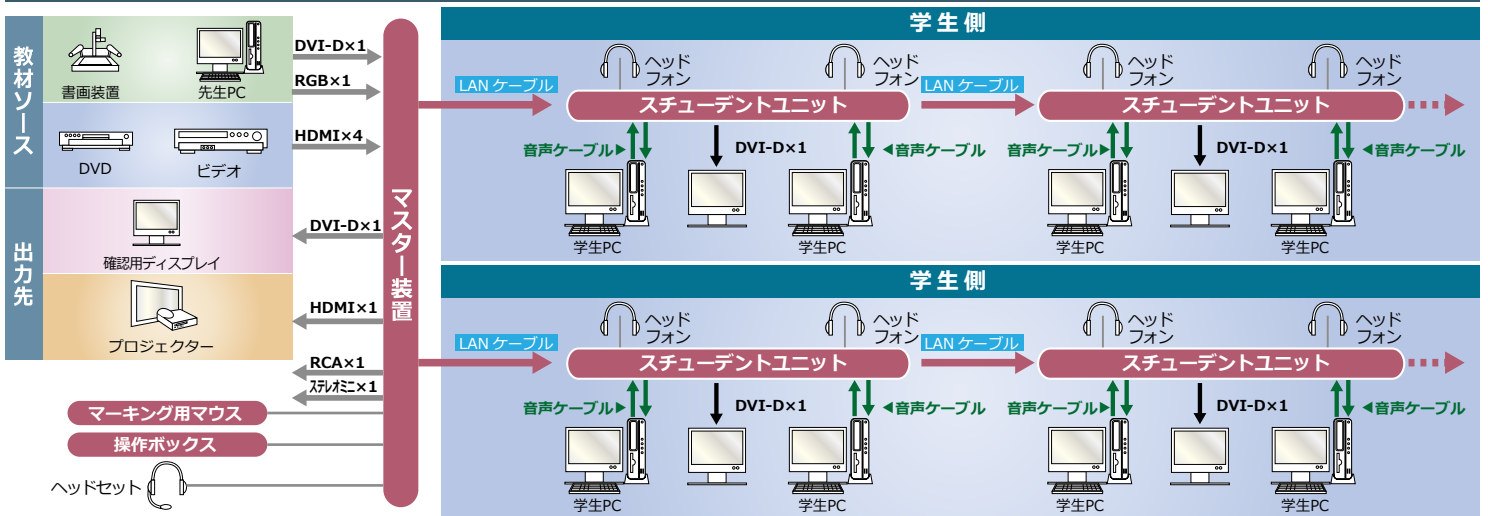 教材ソース
書画装置
先生PC
DVD
ビデオ
出力先
確認用ディスプレイ
プロジェクター
DVI-D×1
RGB×1
HDMI×4
DVI-D×1
HDMI×1
RCA×1
ステレオミニ×1
マーキング用マウス
操作ボックス
ヘッドセット
マスター装置
学生側
LANケーブル
ヘッド
フォン
ヘッド
フォン
スチューデントユニット
音声ケーブル▶
DVI-D×1
◀音声ケーブル
学生PC
学生PC
LANケーブル
ヘッド
フォン
ヘッド
フォン
スチューデントユニット
音声ケーブル▶
DVI-D×1
◀音声ケーブル
学生PC
学生PC
学生側
LANケーブル
ヘッド
フォン
ヘッド
フォン
スチューデントユニット
音声ケーブル▶
DVI-D×1
◀音声ケーブル
学生PC
学生PC
LANケーブル
ヘッド
フォン
ヘッド
フォン
スチューデントユニット
音声ケーブル▶
DVI-D×1
◀音声ケーブル
学生PC
学生PC